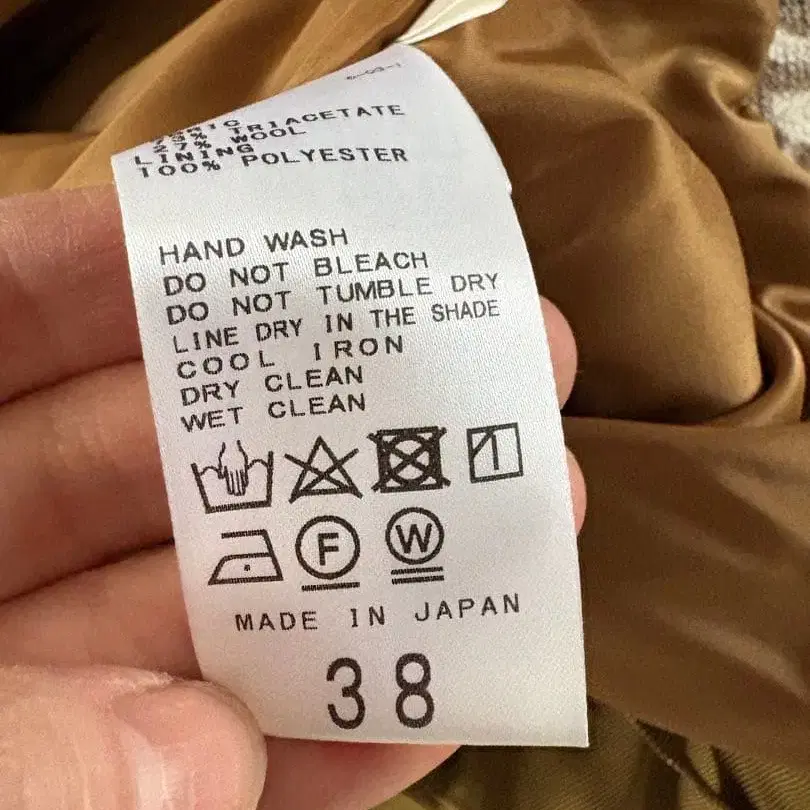 TRIACETATE
27% WOOL
LINING
100% POLYESTER
HAND WASH
DO NOT BLEACH
DO NOT TUMBLE DRY
LINE DRY IN THE SHADE
COOL IRON
DRY CLEAN
WET CLEAN
F W
MADE IN JAPAN
38